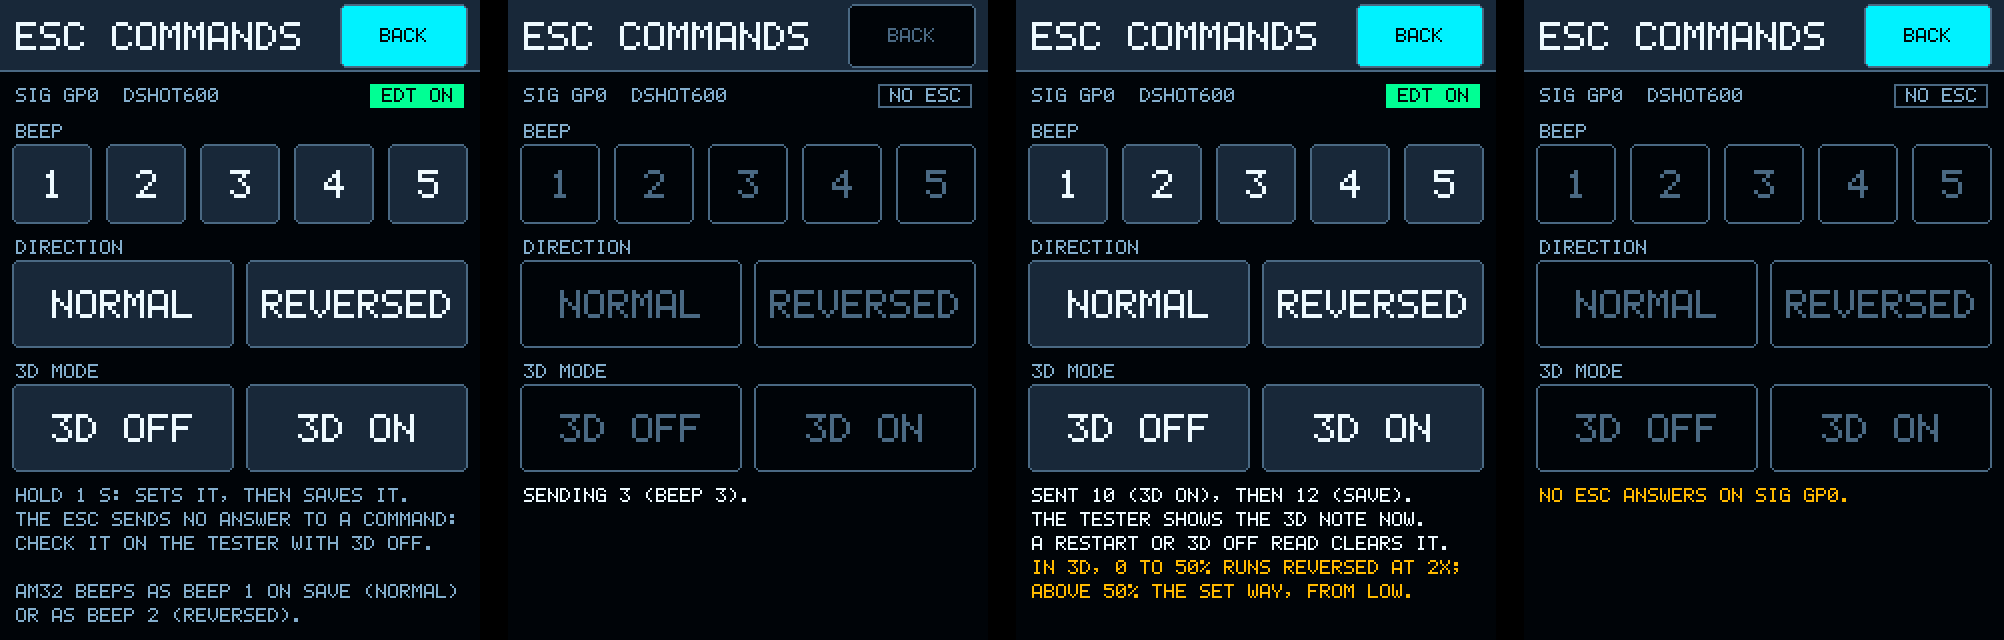 ESC COMMANDS BACK
SIG GP0 DSHOT600 EDT ON
BEEP
1 2 3 4 5
DIRECTION
NORMAL REVERSED
3D MODE
3D OFF 3D ON
HOLD 1 S: SETS IT, THEN SAVES IT.
THE ESC SENDS NO ANSWER TO A COMMAND:
CHECK IT ON THE TESTER WITH 3D OFF.
AM32 BEEPS AS BEEP 1 ON SAVE (NORMAL)
OR AS BEEP 2 (REVERSED).
ESC COMMANDS BACK
SIG GP0 DSHOT600 NO ESC
BEEP
1 2 3 4 5
DIRECTION
NORMAL REVERSED
3D MODE
3D OFF 3D ON
SENDING 3 (BEEP 3).
ESC COMMANDS BACK
SIG GP0 DSHOT600 EDT ON
BEEP
1 2 3 4 5
DIRECTION
NORMAL REVERSED
3D MODE
3D OFF 3D ON
SENT 10 (3D ON), THEN 12 (SAVE).
THE TESTER SHOWS THE 3D NOTE NOW.
A RESTART OR 3D OFF READ CLEARS IT.
IN 3D, 0 TO 50% RUNS REVERSED AT 2X;
ABOVE 50% THE SET WAY, FROM LOW.
ESC COMMANDS BACK
SIG GP0 DSHOT600 NO ESC
BEEP
1 2 3 4 5
DIRECTION
NORMAL REVERSED
3D MODE
3D OFF 3D ON
NO ESC ANSWERS ON SIG GP0.